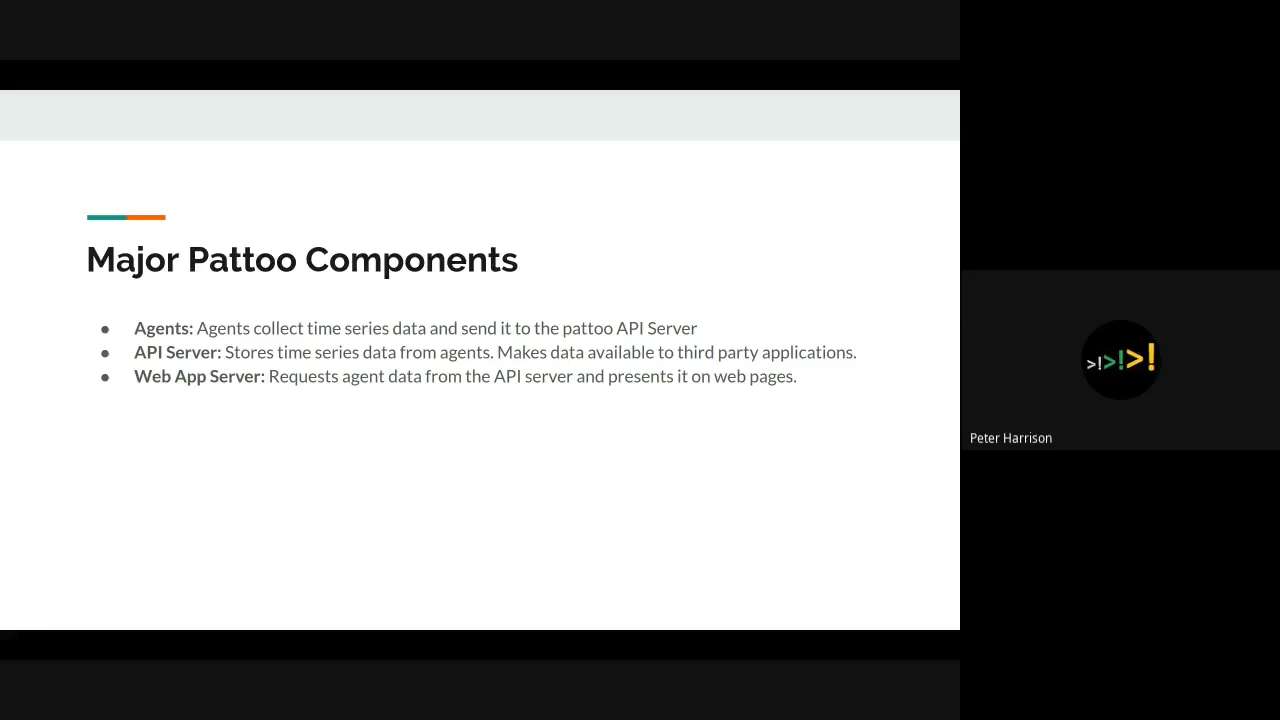 Major Pattoo Components
● Agents: Agents collect time series data and send it to the pattoo API Server
● API Server: Stores time series data from agents. Makes data available to third party applications.
● Web App Server: Requests agent data from the API server and presents it on web pages.
>!>!>!
Peter Harrison